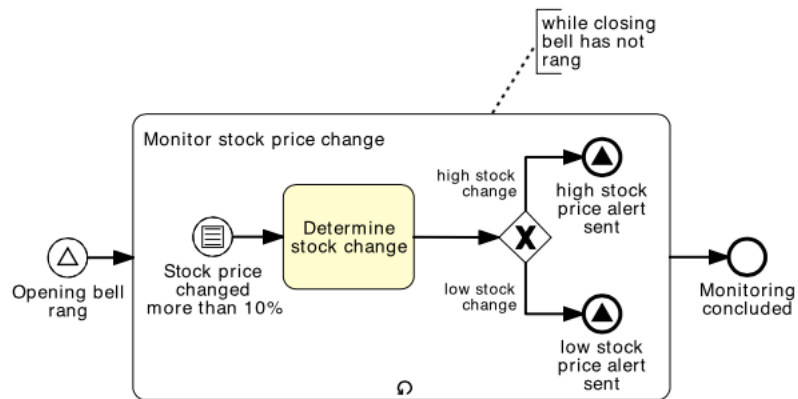 while closing
bell has not
rang
Monitor stock price change
high stock
change
high stock
price alert
sent
Determine
stock change
Opening bell
rang
Stock price
changed
more than 10%
low stock
change
low stock
price alert
sent
Monitoring
concluded